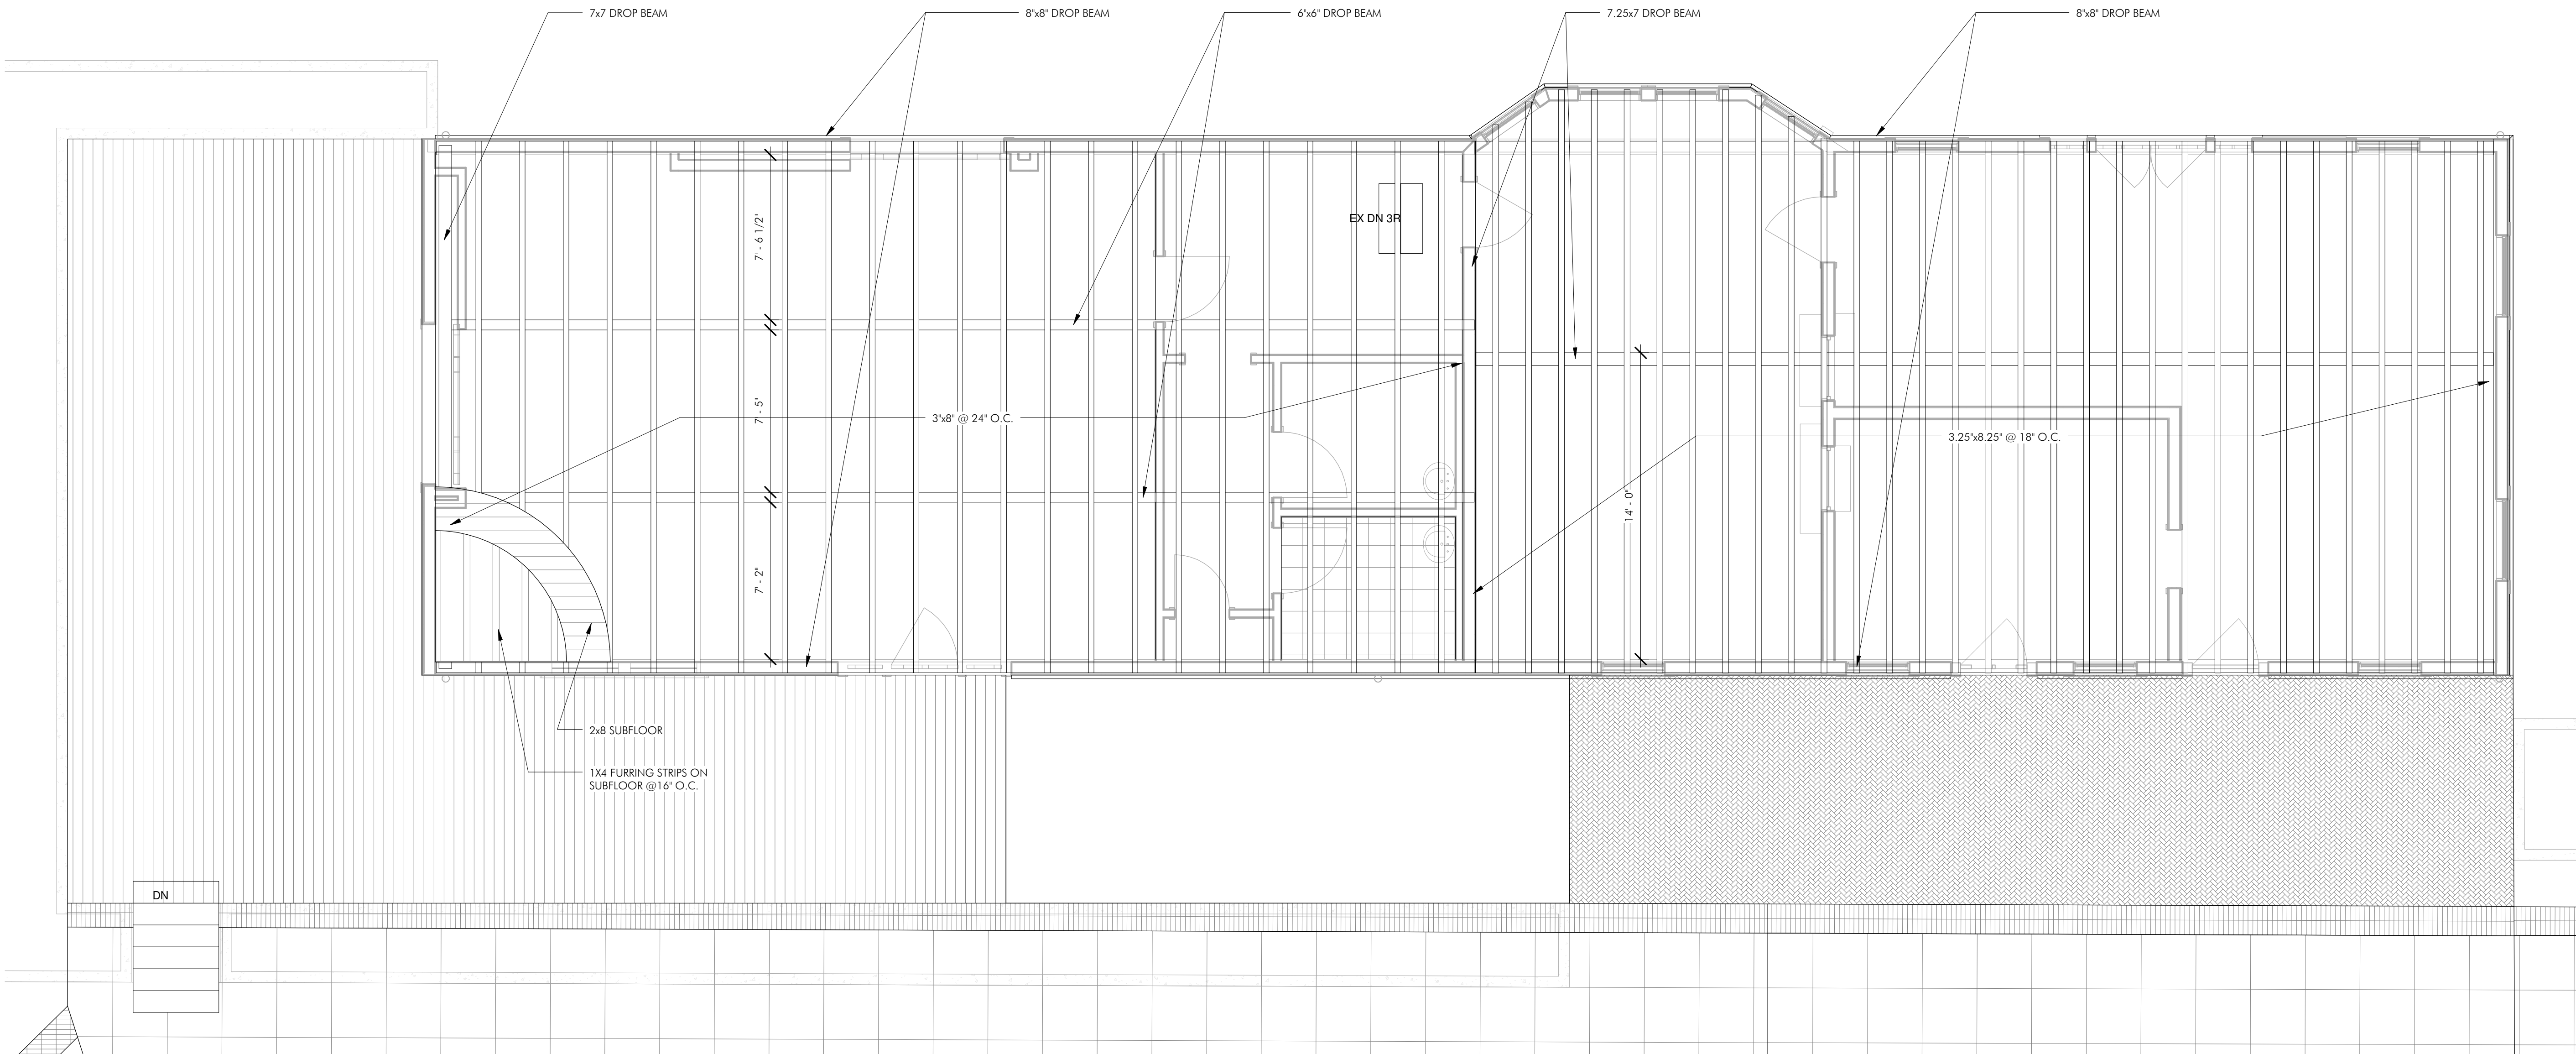 7x7 DROP BEAM
8"x8" DROP BEAM
6"x6" DROP BEAM
7.25x7 DROP BEAM
8"x8" DROP BEAM
EX DN 3R
7' - 6 1/2"
7' - 5"
3"x8" @ 24" O.C.
3.25"x8.25" @ 18" O.C.
14' - 0"
7' - 2"
2x8 SUBFLOOR
1X4 FURRING STRIPS ON
SUBFLOOR @16" O.C.
DN